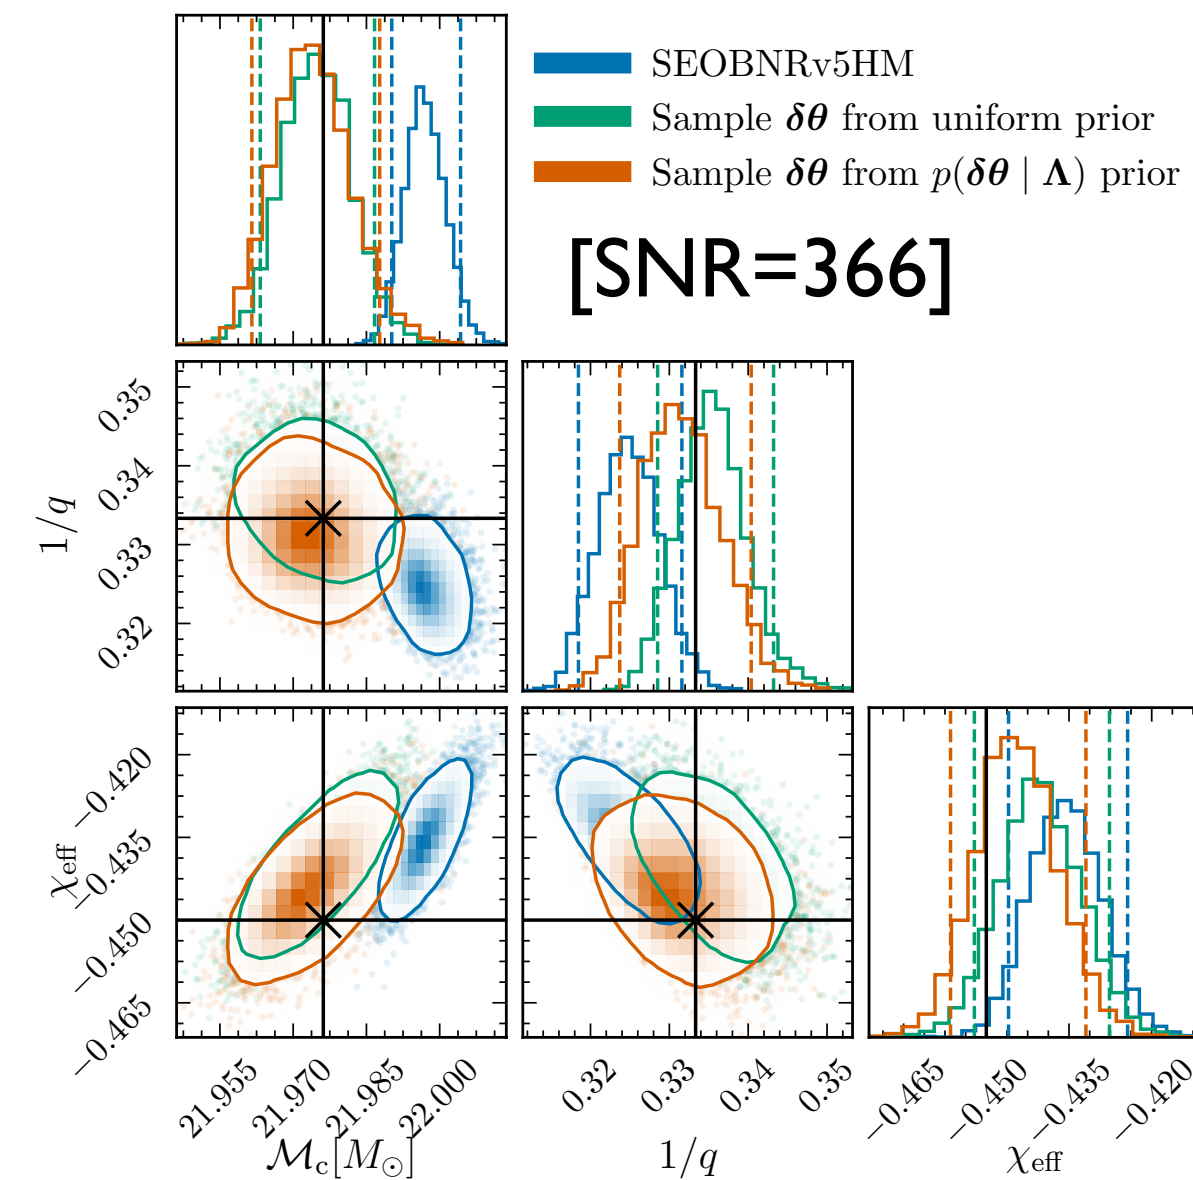 SEOBNRv5HM
Sample δθ from uniform prior
Sample δθ from p(δθ | Λ) prior
[SNR=366]
1/q
0.35
0.34
0.33
0.32
χeff
−0.420
−0.435
−0.450
−0.465
21.955
21.970
21.985
22.000
ℳc[M⊙]
0.32
0.33
0.34
0.35
1/q
−0.465
−0.450
−0.435
−0.420
χeff